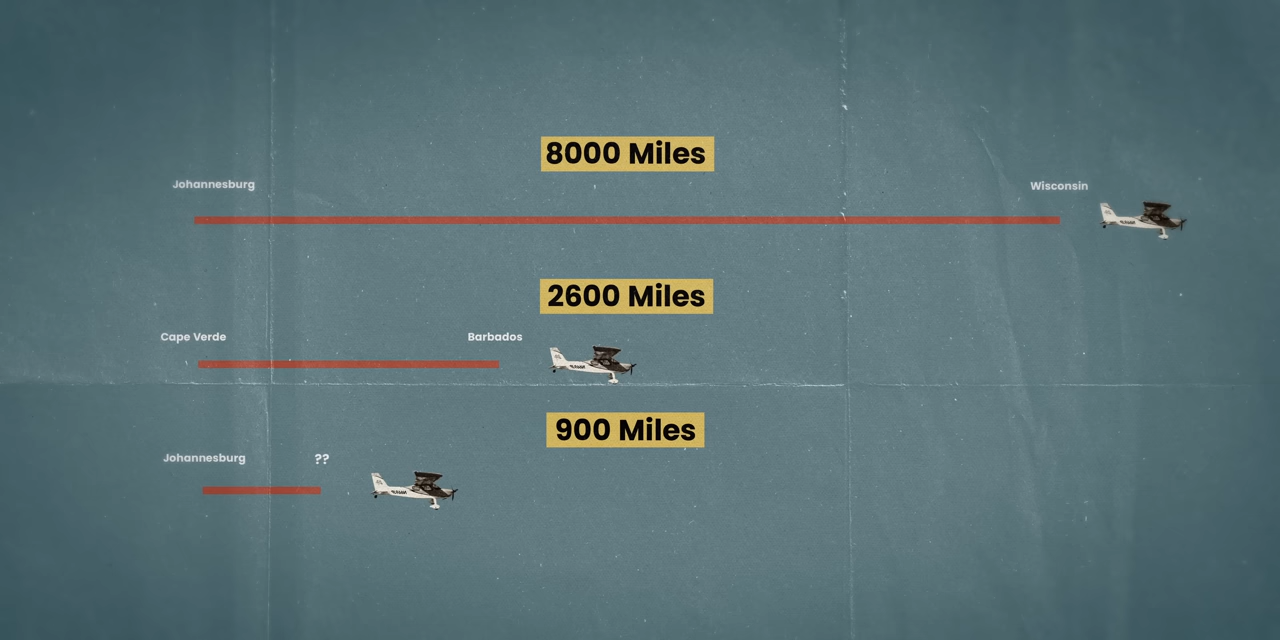 8000 Miles
Johannesburg
Wisconsin
2600 Miles
Cape Verde
Barbados
900 Miles
Johannesburg
??